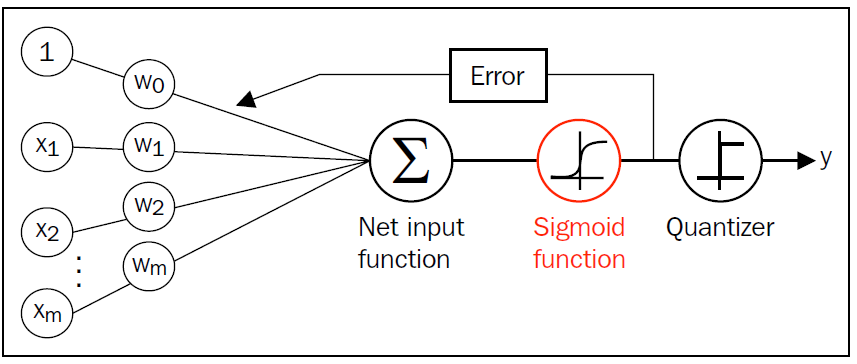 1
W0
Error
X1
W1
Σ
y
X2
W2
Net input
function
Sigmoid
function
Quantizer
⋮
Wm
Xm